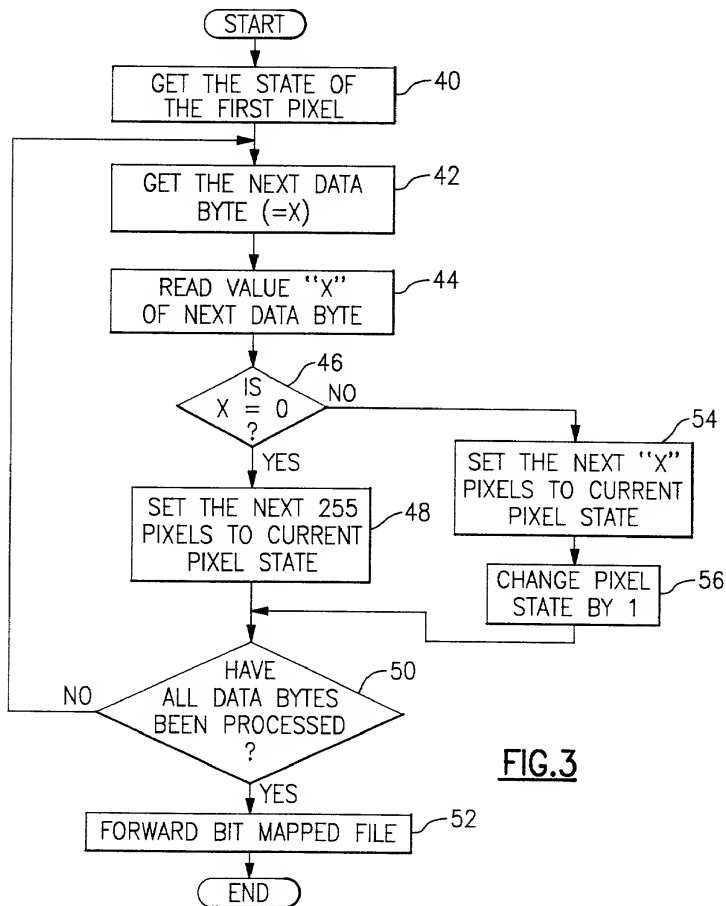 START
GET THE STATE OF
THE FIRST PIXEL
40
GET THE NEXT DATA
BYTE (=X)
42
READ VALUE "X"
OF NEXT DATA BYTE
44
IS
X = 0
?
46
NO
YES
SET THE NEXT 255
PIXELS TO CURRENT
PIXEL STATE
48
SET THE NEXT "X"
PIXELS TO CURRENT
PIXEL STATE
54
CHANGE PIXEL
STATE BY 1
56
HAVE
ALL DATA BYTES
BEEN PROCESSED
?
50
NO
YES
FORWARD BIT MAPPED FILE
52
END
FIG.3